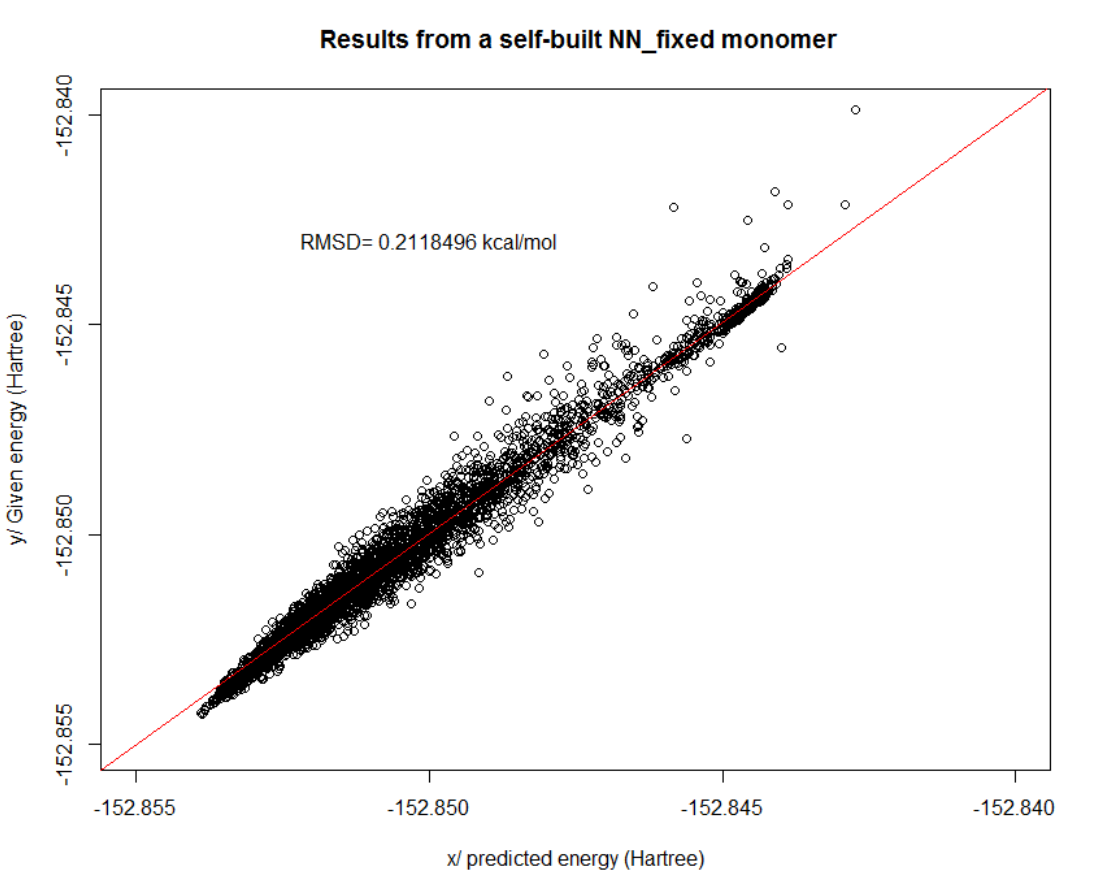 Results from a self-built NN_fixed monomer
RMSD= 0.2118496 kcal/mol
y/ Given energy (Hartree)
-152.840
-152.845
-152.850
-152.855
-152.855
-152.850
-152.845
-152.840
x/ predicted energy (Hartree)